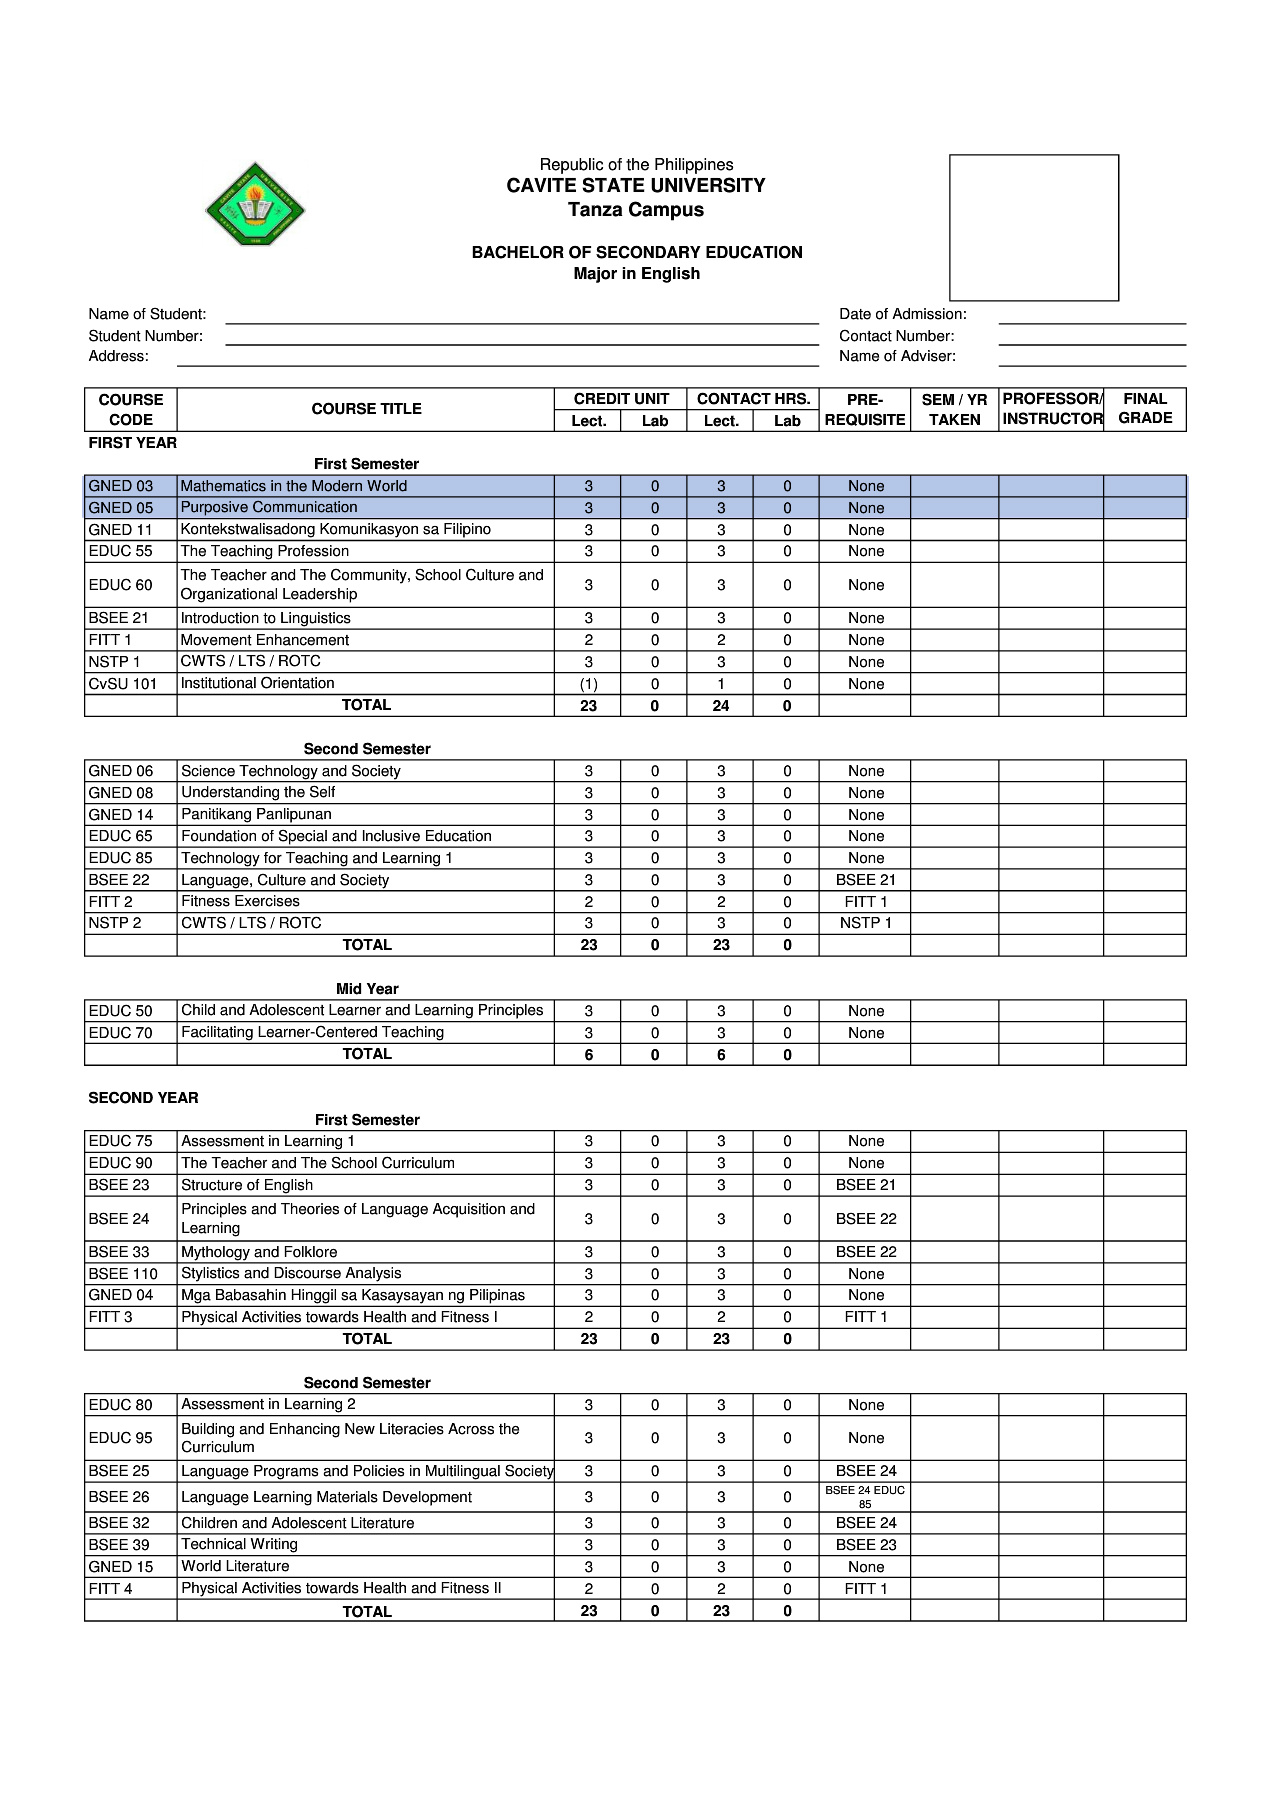 Republic of the Philippines
CAVITE STATE UNIVERSITY
Tanza Campus
BACHELOR OF SECONDARY EDUCATION
Major in English
Name of Student: Date of Admission:
Student Number: Contact Number:
Address: Name of Adviser:
COURSE CODE COURSE TITLE CREDIT UNIT CONTACT HRS. PRE-REQUISITE SEM / YR TAKEN PROFESSOR/ INSTRUCTOR FINAL GRADE
Lect. Lab Lect. Lab
FIRST YEAR
First Semester
GNED 03 Mathematics in the Modern World 3 0 3 0 None
GNED 05 Purposive Communication 3 0 3 0 None
GNED 11 Kontekstwalisadong Komunikasyon sa Filipino 3 0 3 0 None
EDUC 55 The Teaching Profession 3 0 3 0 None
EDUC 60 The Teacher and The Community, School Culture and Organizational Leadership 3 0 3 0 None
BSEE 21 Introduction to Linguistics 3 0 3 0 None
FITT 1 Movement Enhancement 2 0 2 0 None
NSTP 1 CWTS / LTS / ROTC 3 0 3 0 None
CvSU 101 Institutional Orientation (1) 0 1 0 None
TOTAL 23 0 24 0
Second Semester
GNED 06 Science Technology and Society 3 0 3 0 None
GNED 08 Understanding the Self 3 0 3 0 None
GNED 14 Panitikang Panlipunan 3 0 3 0 None
EDUC 65 Foundation of Special and Inclusive Education 3 0 3 0 None
EDUC 85 Technology for Teaching and Learning 1 3 0 3 0 None
BSEE 22 Language, Culture and Society 3 0 3 0 BSEE 21
FITT 2 Fitness Exercises 2 0 2 0 FITT 1
NSTP 2 CWTS / LTS / ROTC 3 0 3 0 NSTP 1
TOTAL 23 0 23 0
Mid Year
EDUC 50 Child and Adolescent Learner and Learning Principles 3 0 3 0 None
EDUC 70 Facilitating Learner-Centered Teaching 3 0 3 0 None
TOTAL 6 0 6 0
SECOND YEAR
First Semester
EDUC 75 Assessment in Learning 1 3 0 3 0 None
EDUC 90 The Teacher and The School Curriculum 3 0 3 0 None
BSEE 23 Structure of English 3 0 3 0 BSEE 21
BSEE 24 Principles and Theories of Language Acquisition and Learning 3 0 3 0 BSEE 22
BSEE 33 Mythology and Folklore 3 0 3 0 BSEE 22
BSEE 110 Stylistics and Discourse Analysis 3 0 3 0 None
GNED 04 Mga Babasahin Hinggil sa Kasaysayan ng Pilipinas 3 0 3 0 None
FITT 3 Physical Activities towards Health and Fitness I 2 0 2 0 FITT 1
TOTAL 23 0 23 0
Second Semester
EDUC 80 Assessment in Learning 2 3 0 3 0 None
EDUC 95 Building and Enhancing New Literacies Across the Curriculum 3 0 3 0 None
BSEE 25 Language Programs and Policies in Multilingual Society 3 0 3 0 BSEE 24
BSEE 26 Language Learning Materials Development 3 0 3 0 BSEE 24 EDUC 85
BSEE 32 Children and Adolescent Literature 3 0 3 0 BSEE 24
BSEE 39 Technical Writing 3 0 3 0 BSEE 23
GNED 15 World Literature 3 0 3 0 None
FITT 4 Physical Activities towards Health and Fitness II 2 0 2 0 FITT 1
TOTAL 23 0 23 0